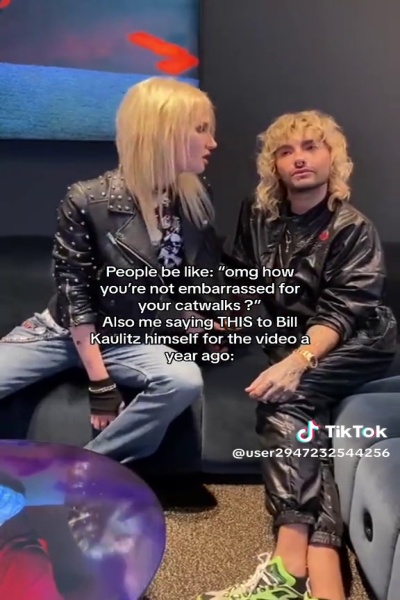 People be like: “omg how
you’re not embarrassed for
your catwalks ?”
Also me saying THIS to Bill
Kaulitz himself for the video a
year ago:
TikTok
@user2947232544256